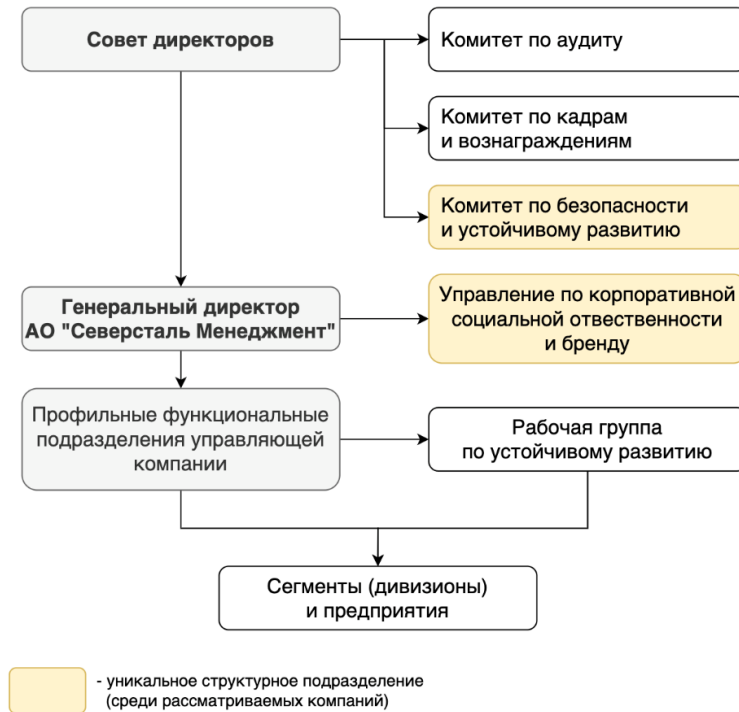 Совет директоров
Комитет по аудиту
Комитет по кадрам
и вознаграждениям
Комитет по безопасности
и устойчивому развитию
Генеральный директор
АО "Северсталь Менеджмент"
Управление по корпоративной
социальной отвественности
и бренду
Профильные функциональные
подразделения управляющей
компании
Рабочая группа
по устойчивому развитию
Сегменты (дивизионы)
и предприятия
- уникальное структурное подразделение
(среди рассматриваемых компаний)